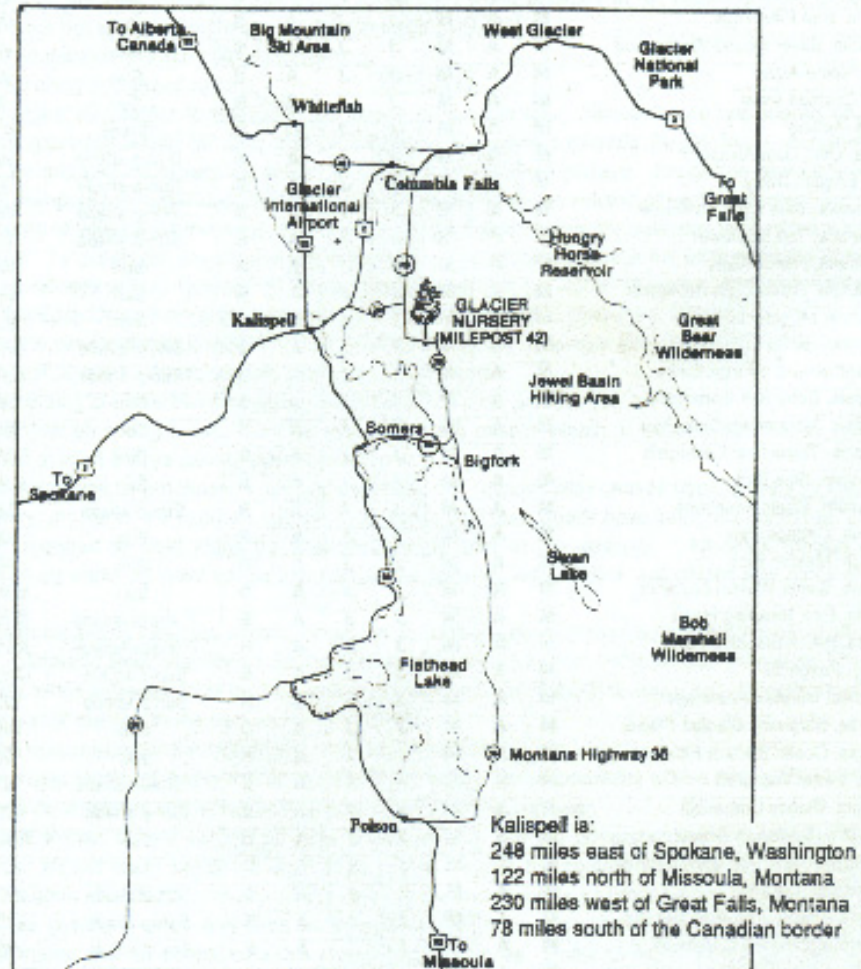 To Alberta
Canada
Big Mountain
Ski Area
West Glacier
Glacier
National
Park
Whitefish
Columbia Falls
To
Great
Falls
Glacier
International
Airport
Hungry
Horse
Reservoir
Kalispell
GLACIER
NURSERY
(MILEPOST 42)
Great
Bear
Wilderness
Jewel Basin
Hiking Area
Somers
Bigfork
To
Spokane
Swan
Lake
Bob
Marshall
Wilderness
Flathead
Lake
Montana Highway 35
Polson
Kalispell is:
248 miles east of Spokane, Washington
122 miles north of Missoula, Montana
230 miles west of Great Falls, Montana
78 miles south of the Canadian border
To
Missoula